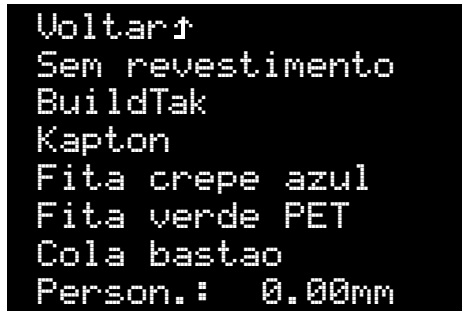 Voltar⮥
Sem revestimento
BuildTak
Kapton
Fita crepe azul
Fita verde PET
Cola bastao
Person.: 0.00mm